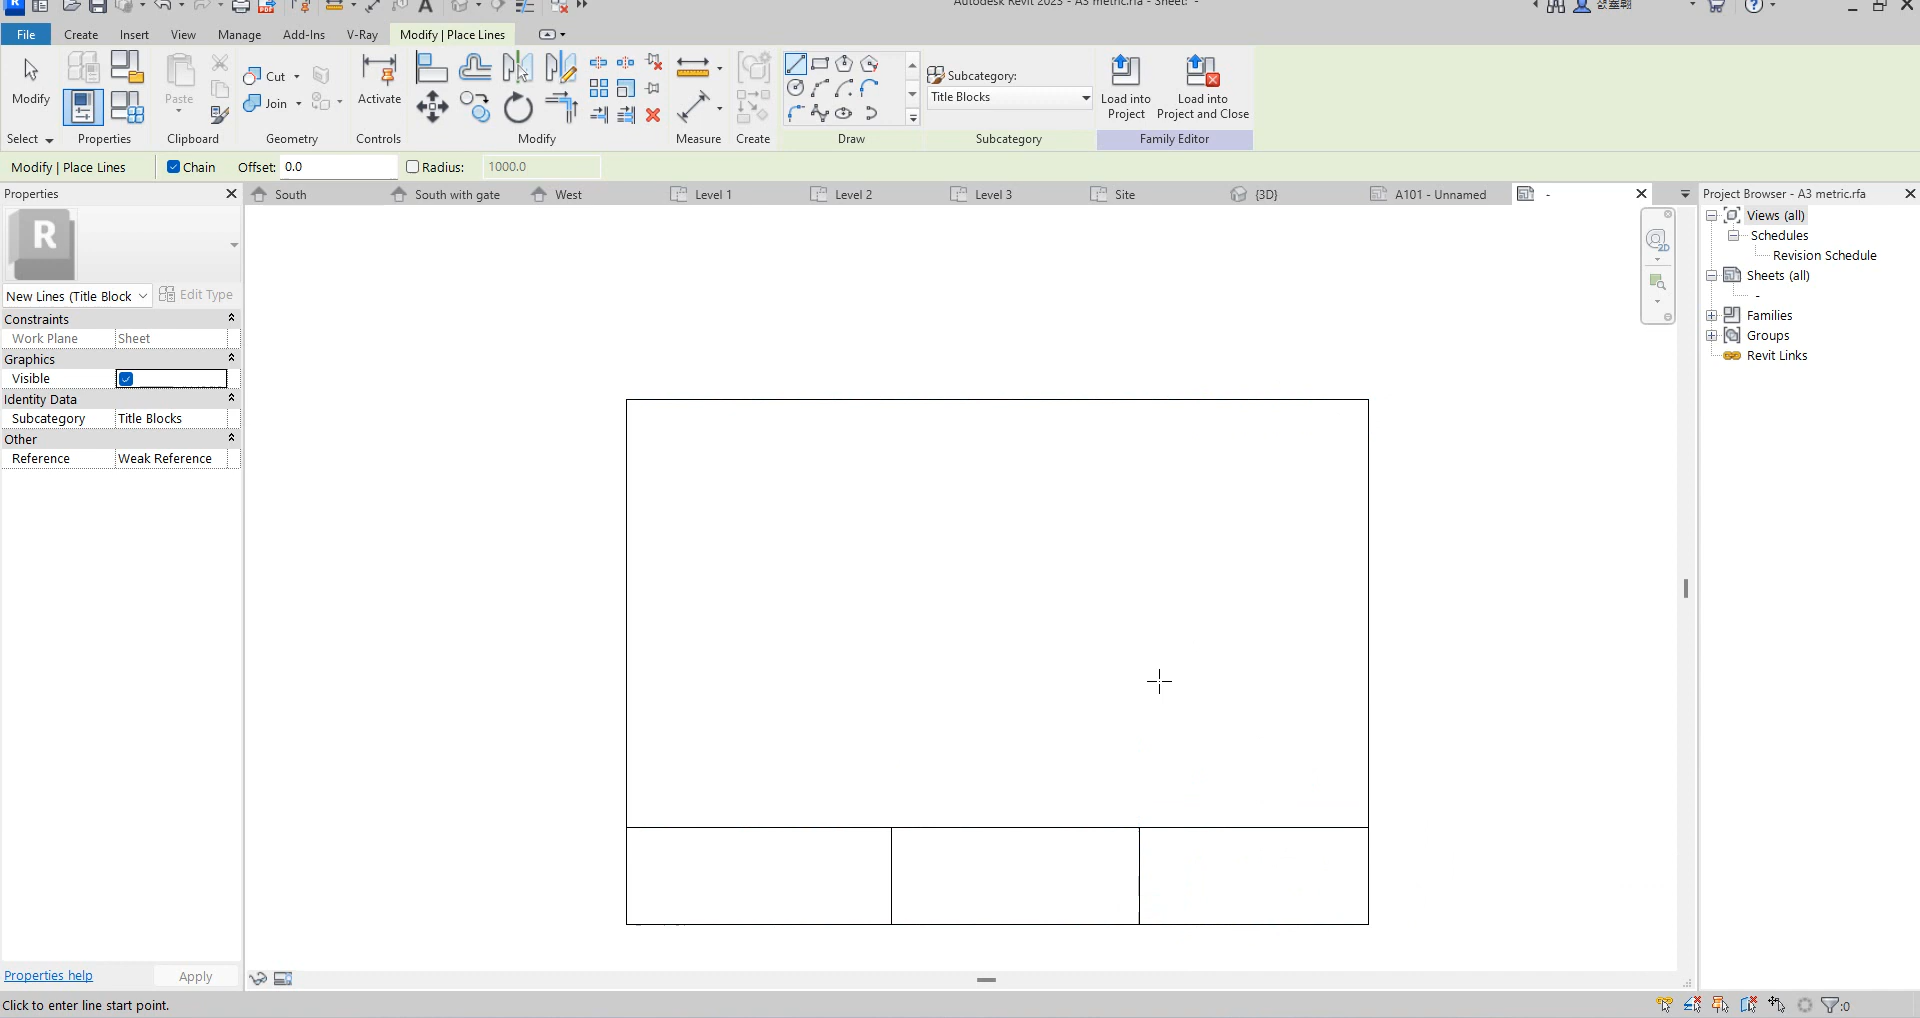 Autodesk Revit 2023 - A3 metric.rfa - Sheet: -
File Create Insert View Manage Add-Ins V-Ray Modify | Place Lines
Modify Paste Cut Join Activate Subcategory: Title Blocks Load into Project Load into Project and Close
Select Properties Clipboard Geometry Controls Modify Measure Create Draw Subcategory Family Editor
Modify | Place Lines Chain Offset: 0.0 Radius: 1000.0
Properties
South South with gate West Level 1 Level 2 Level 3 Site {3D} A101 - Unnamed -
Project Browser - A3 metric.rfa
R
New Lines (Title Block Edit Type
Constraints
Work Plane Sheet
Graphics
Visible
Identity Data
Subcategory Title Blocks
Other
Reference Weak Reference
2D
Views (all)
Schedules
Revision Schedule
Sheets (all)
-
Families
Groups
Revit Links
Properties help Apply
Click to enter line start point.
:0